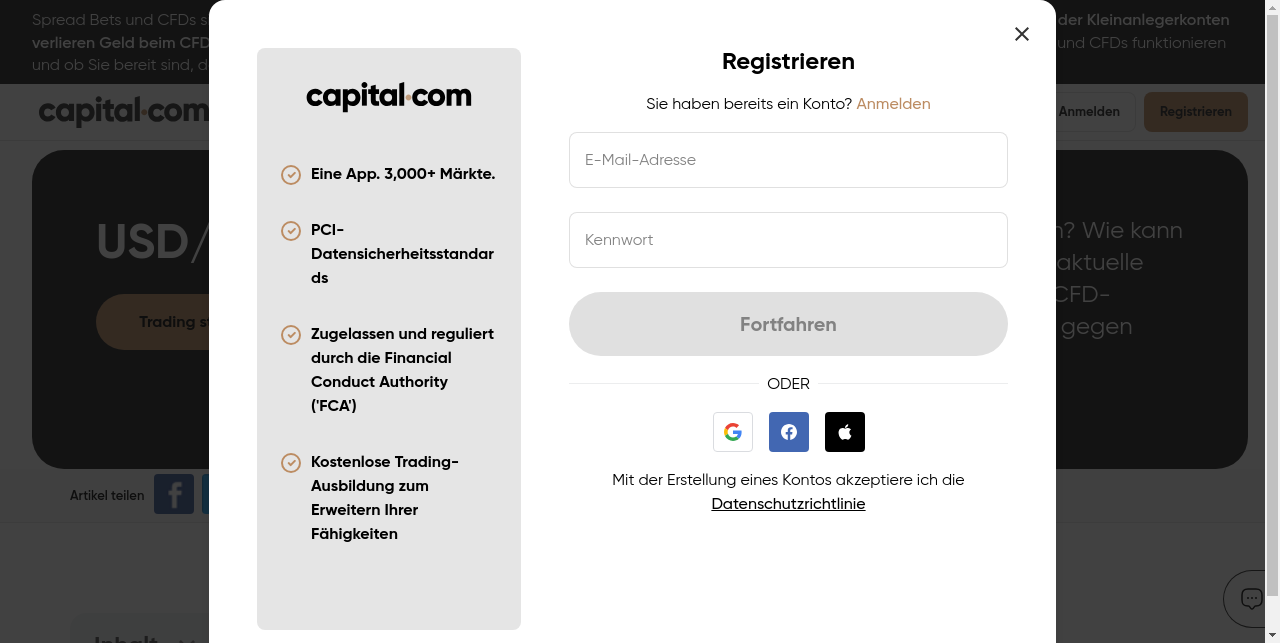 Spread Bets und CFDs s
der Kleinanlegerkonten
verlieren Geld beim CFD
und CFDs funktionieren
und ob Sie bereit sind, d
capital.com
Anmelden
Registrieren
USD/
n? Wie kann
aktuelle
CFD-
gegen
Trading st
Artikel teilen
Inhalt
capital.com
Eine App. 3,000+ Märkte.
PCI-
Datensicherheitsstandar
ds
Zugelassen und reguliert
durch die Financial
Conduct Authority
('FCA')
Kostenlose Trading-
Ausbildung zum
Erweitern Ihrer
Fähigkeiten
Registrieren
Sie haben bereits ein Konto? Anmelden
E-Mail-Adresse
Kennwort
Fortfahren
ODER
Mit der Erstellung eines Kontos akzeptiere ich die
Datenschutzrichtlinie